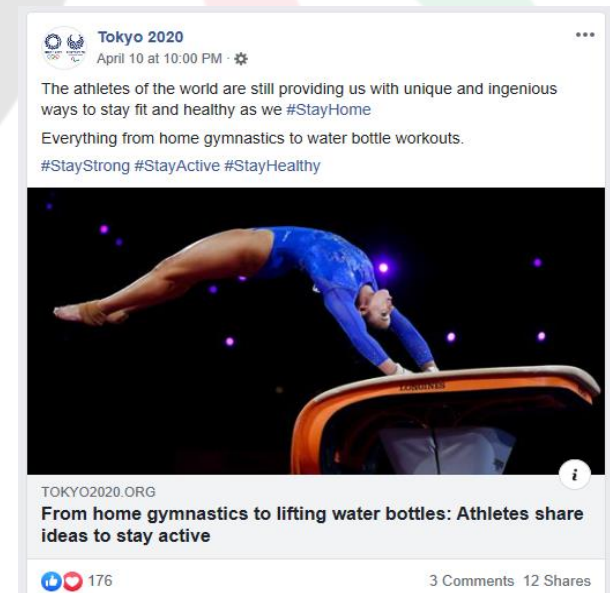 Tokyo 2020
April 10 at 10:00 PM ·
The athletes of the world are still providing us with unique and ingenious
ways to stay fit and healthy as we #StayHome
Everything from home gymnastics to water bottle workouts.
#StayStrong #StayActive #StayHealthy
LONGINES
i
TOKYO2020.ORG
From home gymnastics to lifting water bottles: Athletes share
ideas to stay active
176
3 Comments 12 Shares